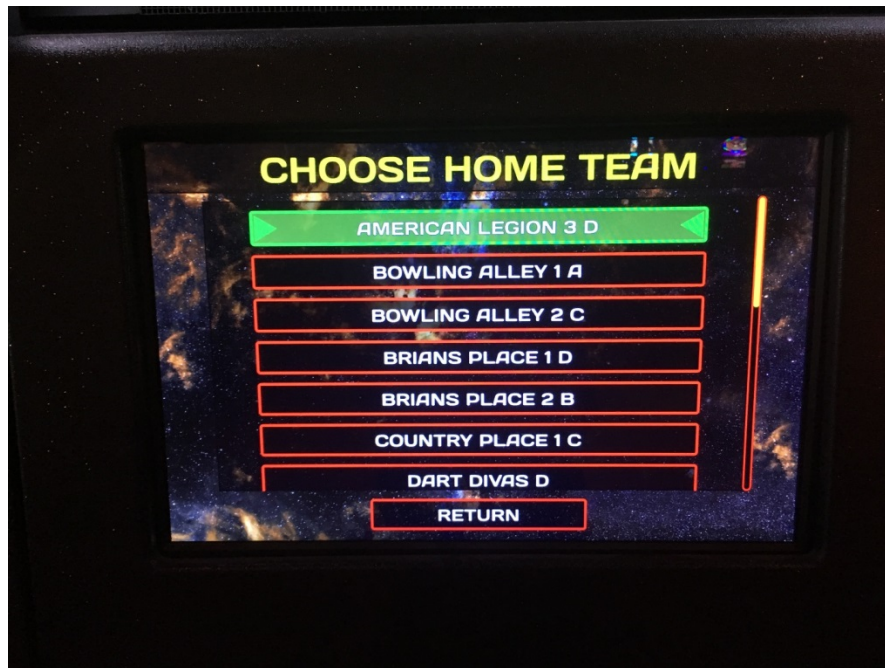 CHOOSE HOME TEAM
AMERICAN LEGION 3 D
BOWLING ALLEY 1 A
BOWLING ALLEY 2 C
BRIANS PLACE 1 D
BRIANS PLACE 2 B
COUNTRY PLACE 1 C
DART DIVAS D
RETURN